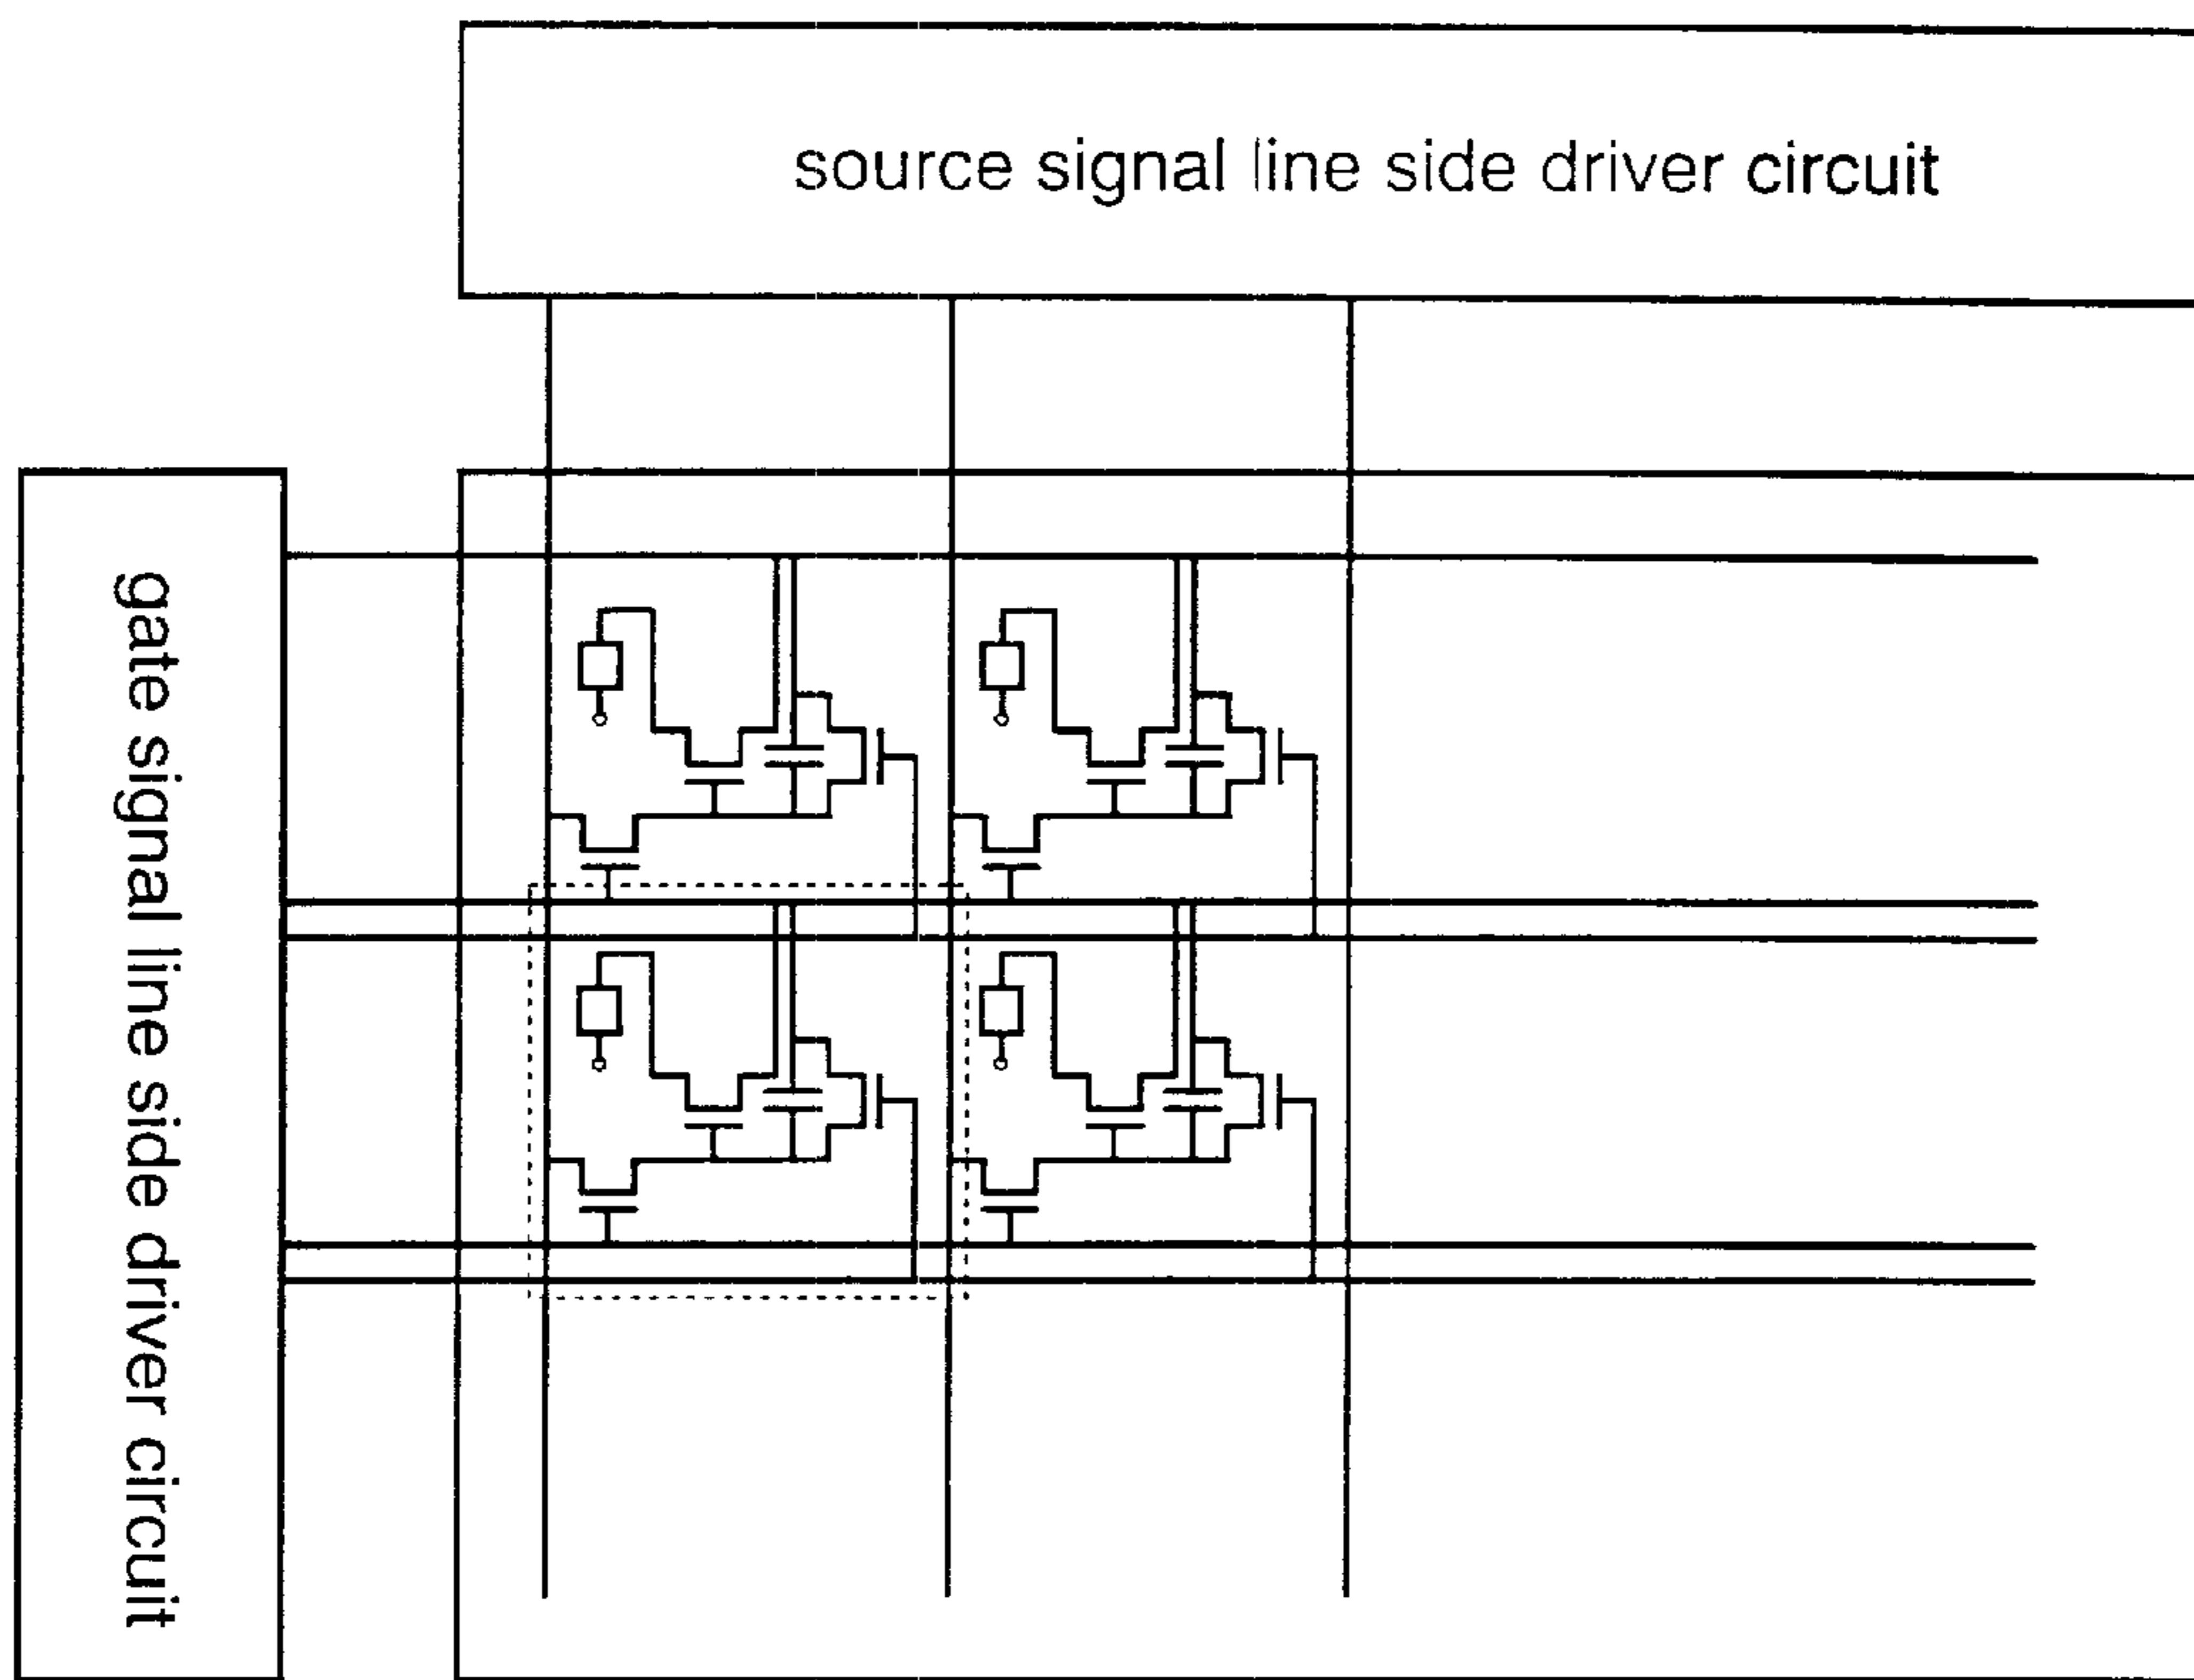 source signal line side driver circuit
gate signal line side driver circuit